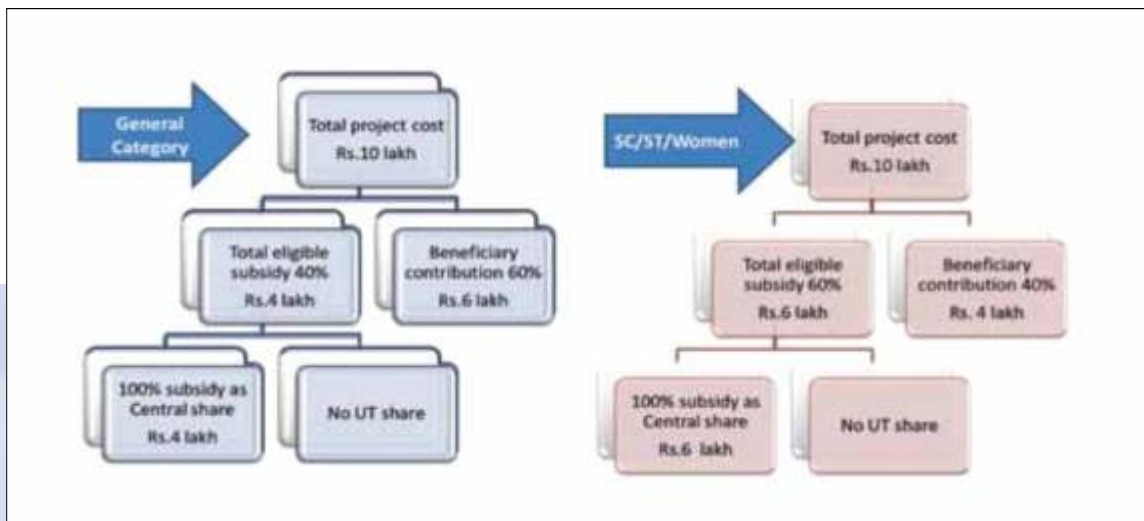 General
Category
Total project cost
Rs.10 lakh
Total eligible
subsidy 40%
Rs.4 lakh
Beneficiary
contribution 60%
Rs.6 lakh
100% subsidy as
Central share
Rs.4 lakh
No UT share
SC/ST/Women
Total project cost
Rs.10 lakh
Total eligible
subsidy 60%
Rs.6 lakh
Beneficiary
contribution 40%
Rs. 4 lakh
100% subsidy as
Central share
Rs.6 lakh
No UT share